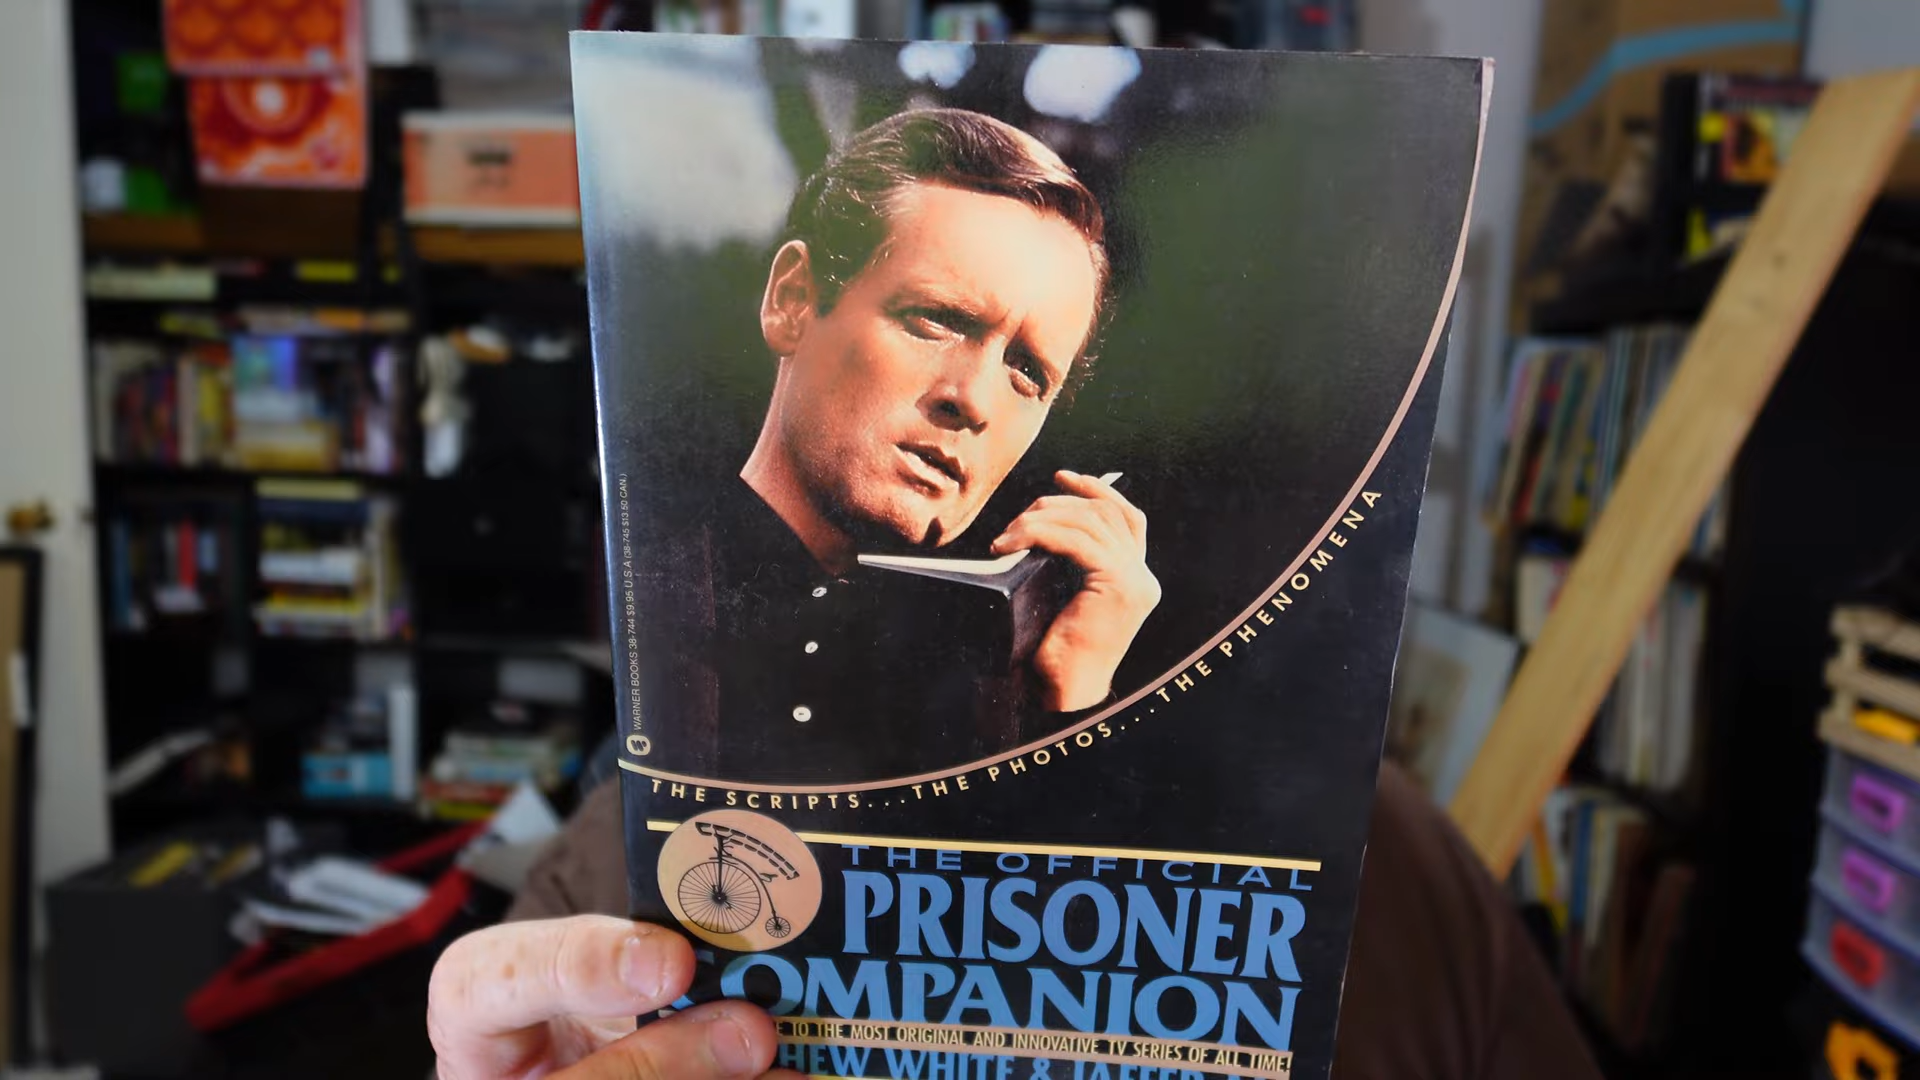 WARNER BOOKS 38-744 $9.95 U.S.A. (38-745 $13.50 CAN.)
THE SCRIPTS...THE PHOTOS...THE PHENOMENA
THE OFFICIAL
PRISONER
COMPANION
TO THE MOST ORIGINAL AND INNOVATIVE TV SERIES OF ALL TIME!
WHITE &